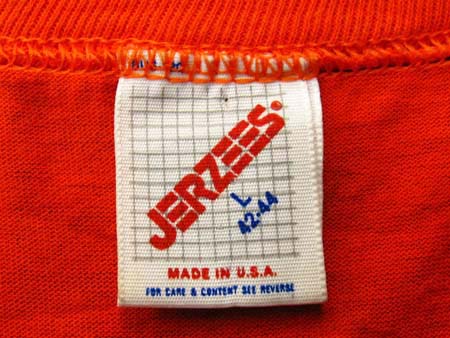 JERZEES.
L
42-44
MADE IN U.S.A.
FOR CARE & CONTENT SEE REVERSE